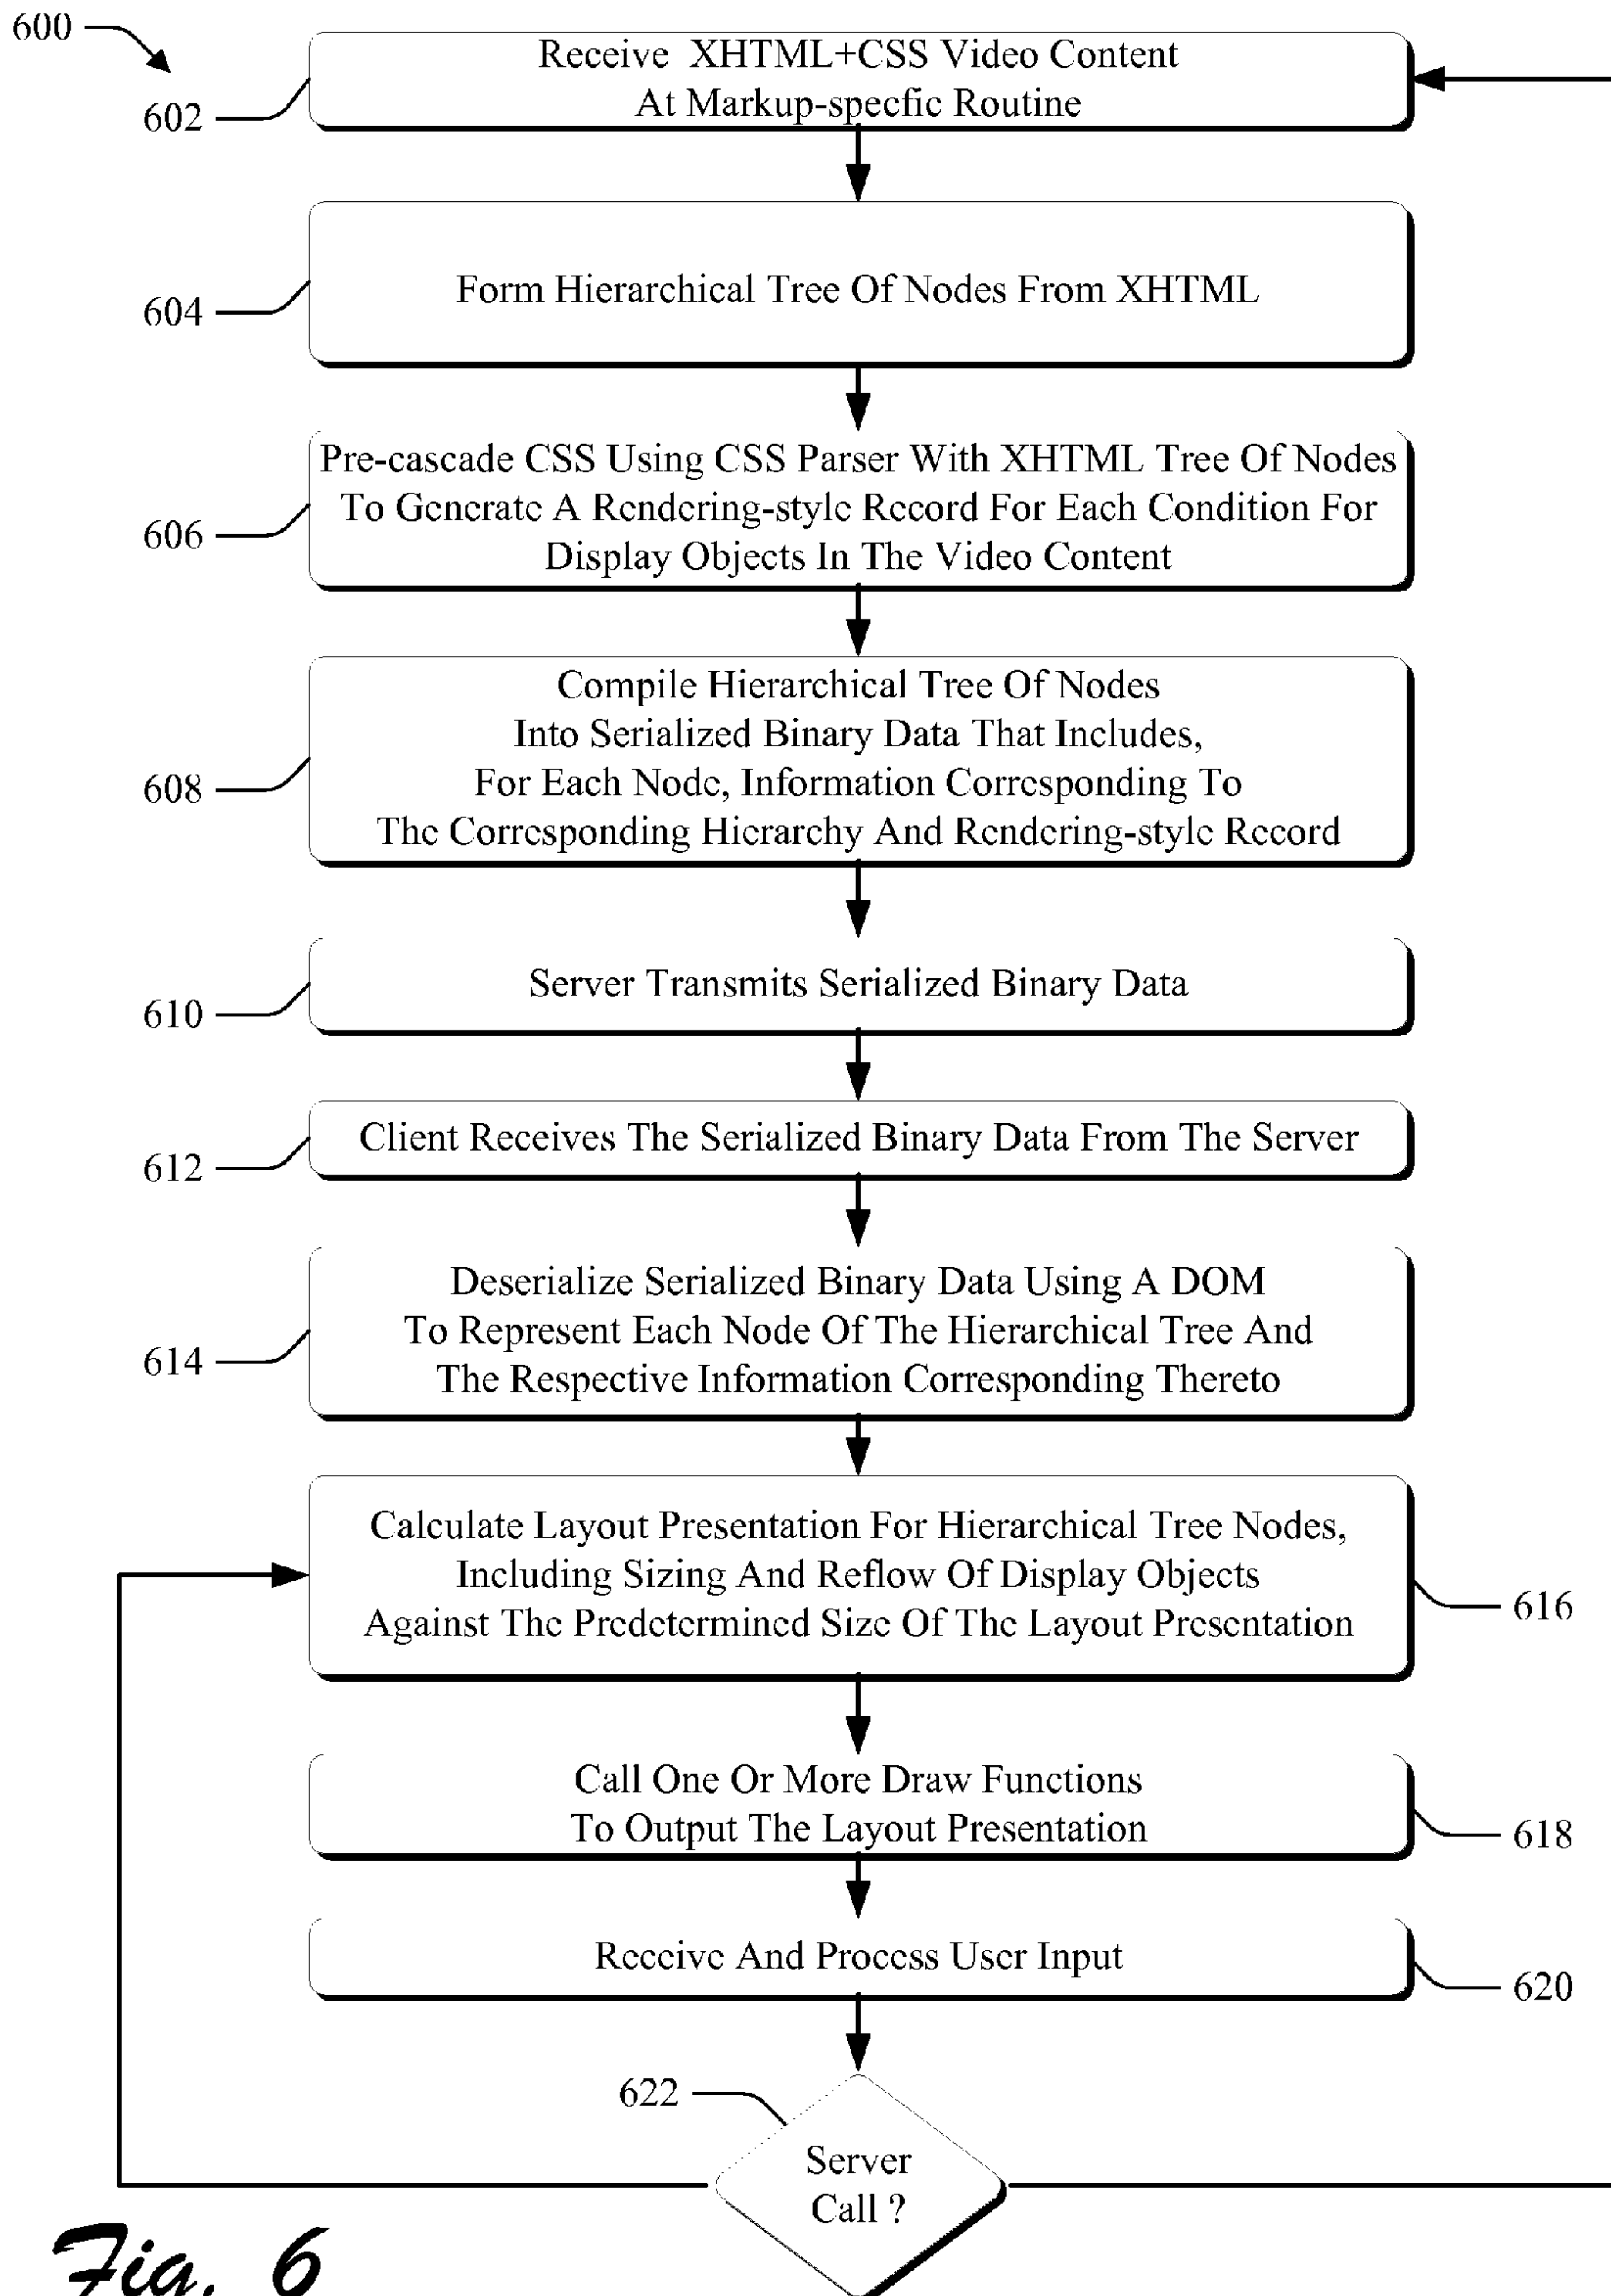 600
602
Receive XHTML+CSS Video Content
At Markup-specfic Routine
604
Form Hierarchical Tree Of Nodes From XHTML
606
Pre-cascade CSS Using CSS Parser With XHTML Tree Of Nodes
To Generate A Rendering-style Record For Each Condition For
Display Objects In The Video Content
608
Compile Hierarchical Tree Of Nodes
Into Serialized Binary Data That Includes,
For Each Node, Information Corresponding To
The Corresponding Hierarchy And Rendering-style Record
610
Server Transmits Serialized Binary Data
612
Client Receives The Serialized Binary Data From The Server
614
Deserialize Serialized Binary Data Using A DOM
To Represent Each Node Of The Hierarchical Tree And
The Respective Information Corresponding Thereto
Calculate Layout Presentation For Hierarchical Tree Nodes,
Including Sizing And Reflow Of Display Objects
Against The Predetermined Size Of The Layout Presentation
616
Call One Or More Draw Functions
To Output The Layout Presentation
618
Receive And Process User Input
620
622
Server
Call ?
Fig. 6